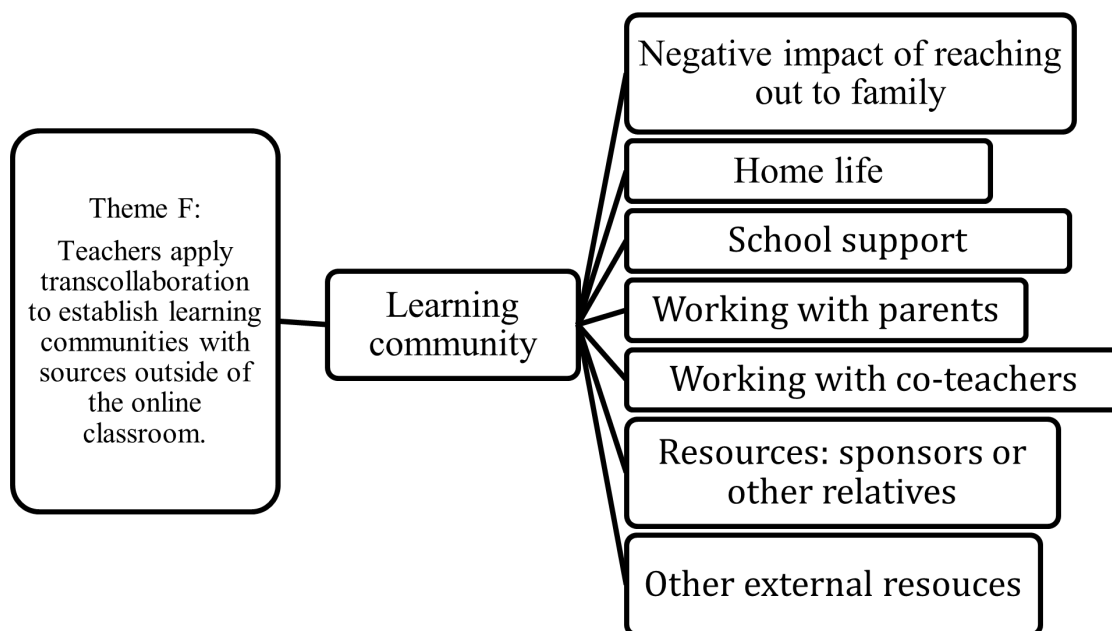 Theme F:
Teachers apply
transcollaboration
to establish learning
communities with
sources outside of
the online
classroom.
Learning
community
Negative impact of reaching
out to family
Home life
School support
Working with parents
Working with co-teachers
Resources: sponsors or
other relatives
Other external resouces